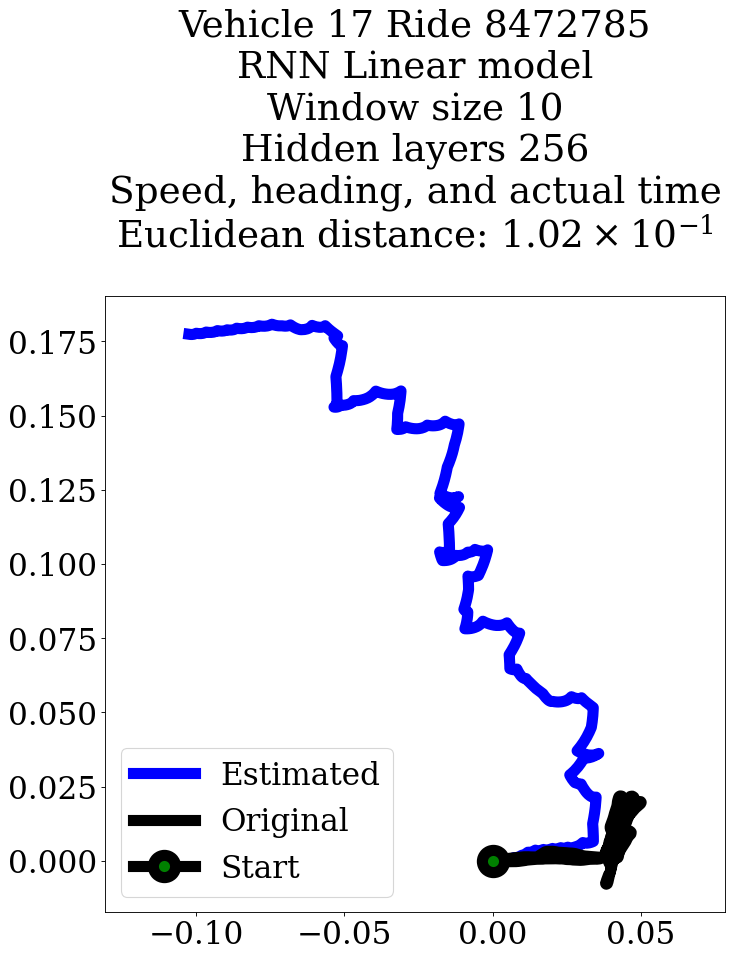 Vehicle 17 Ride 8472785
RNN Linear model
Window size 10
Hidden layers 256
Speed, heading, and actual time
Euclidean distance: 1.02 × 10⁻¹
0.175
0.150
0.125
0.100
0.075
0.050
0.025
0.000
Estimated
Original
Start
−0.10 −0.05 0.00 0.05